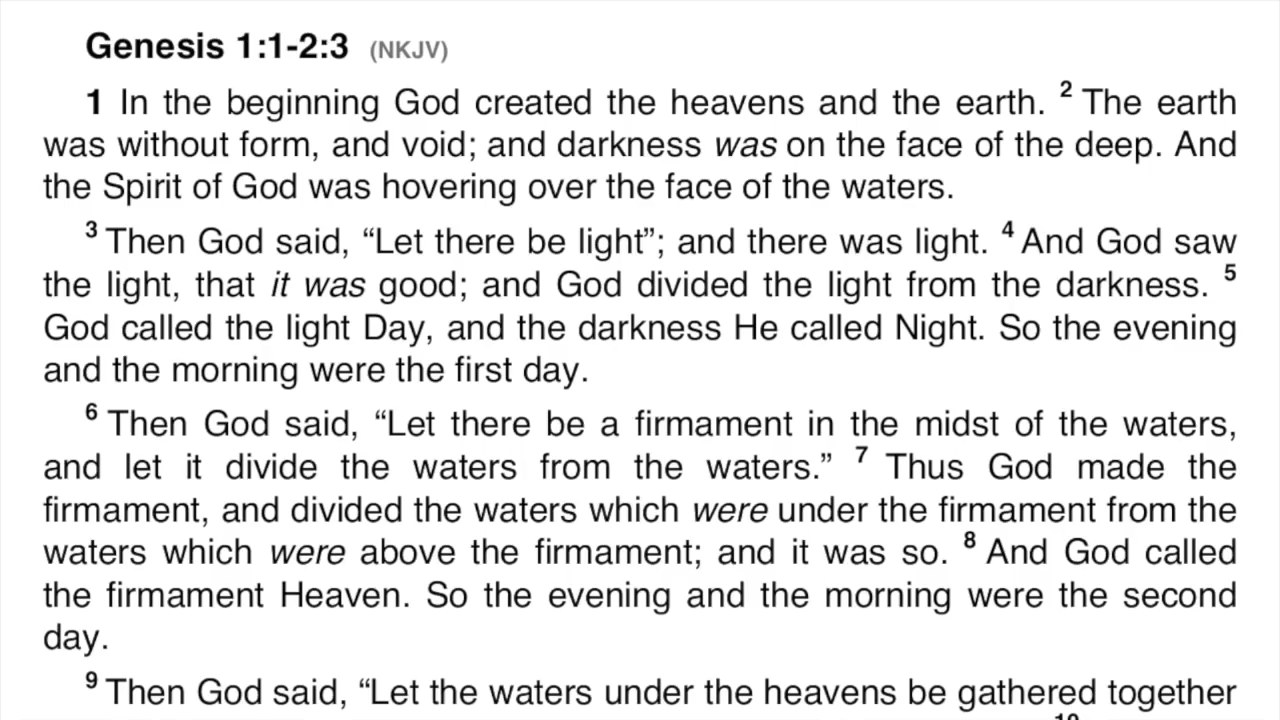 Genesis 1:1-2:3 (NKJV)
1 In the beginning God created the heavens and the earth. 2 The earth
was without form, and void; and darkness was on the face of the deep. And
the Spirit of God was hovering over the face of the waters.
3 Then God said, “Let there be light”; and there was light. 4 And God saw
the light, that it was good; and God divided the light from the darkness. 5
God called the light Day, and the darkness He called Night. So the evening
and the morning were the first day.
6 Then God said, “Let there be a firmament in the midst of the waters,
and let it divide the waters from the waters.” 7 Thus God made the
firmament, and divided the waters which were under the firmament from the
waters which were above the firmament; and it was so. 8 And God called
the firmament Heaven. So the evening and the morning were the second
day.
9 Then God said, “Let the waters under the heavens be gathered together
10